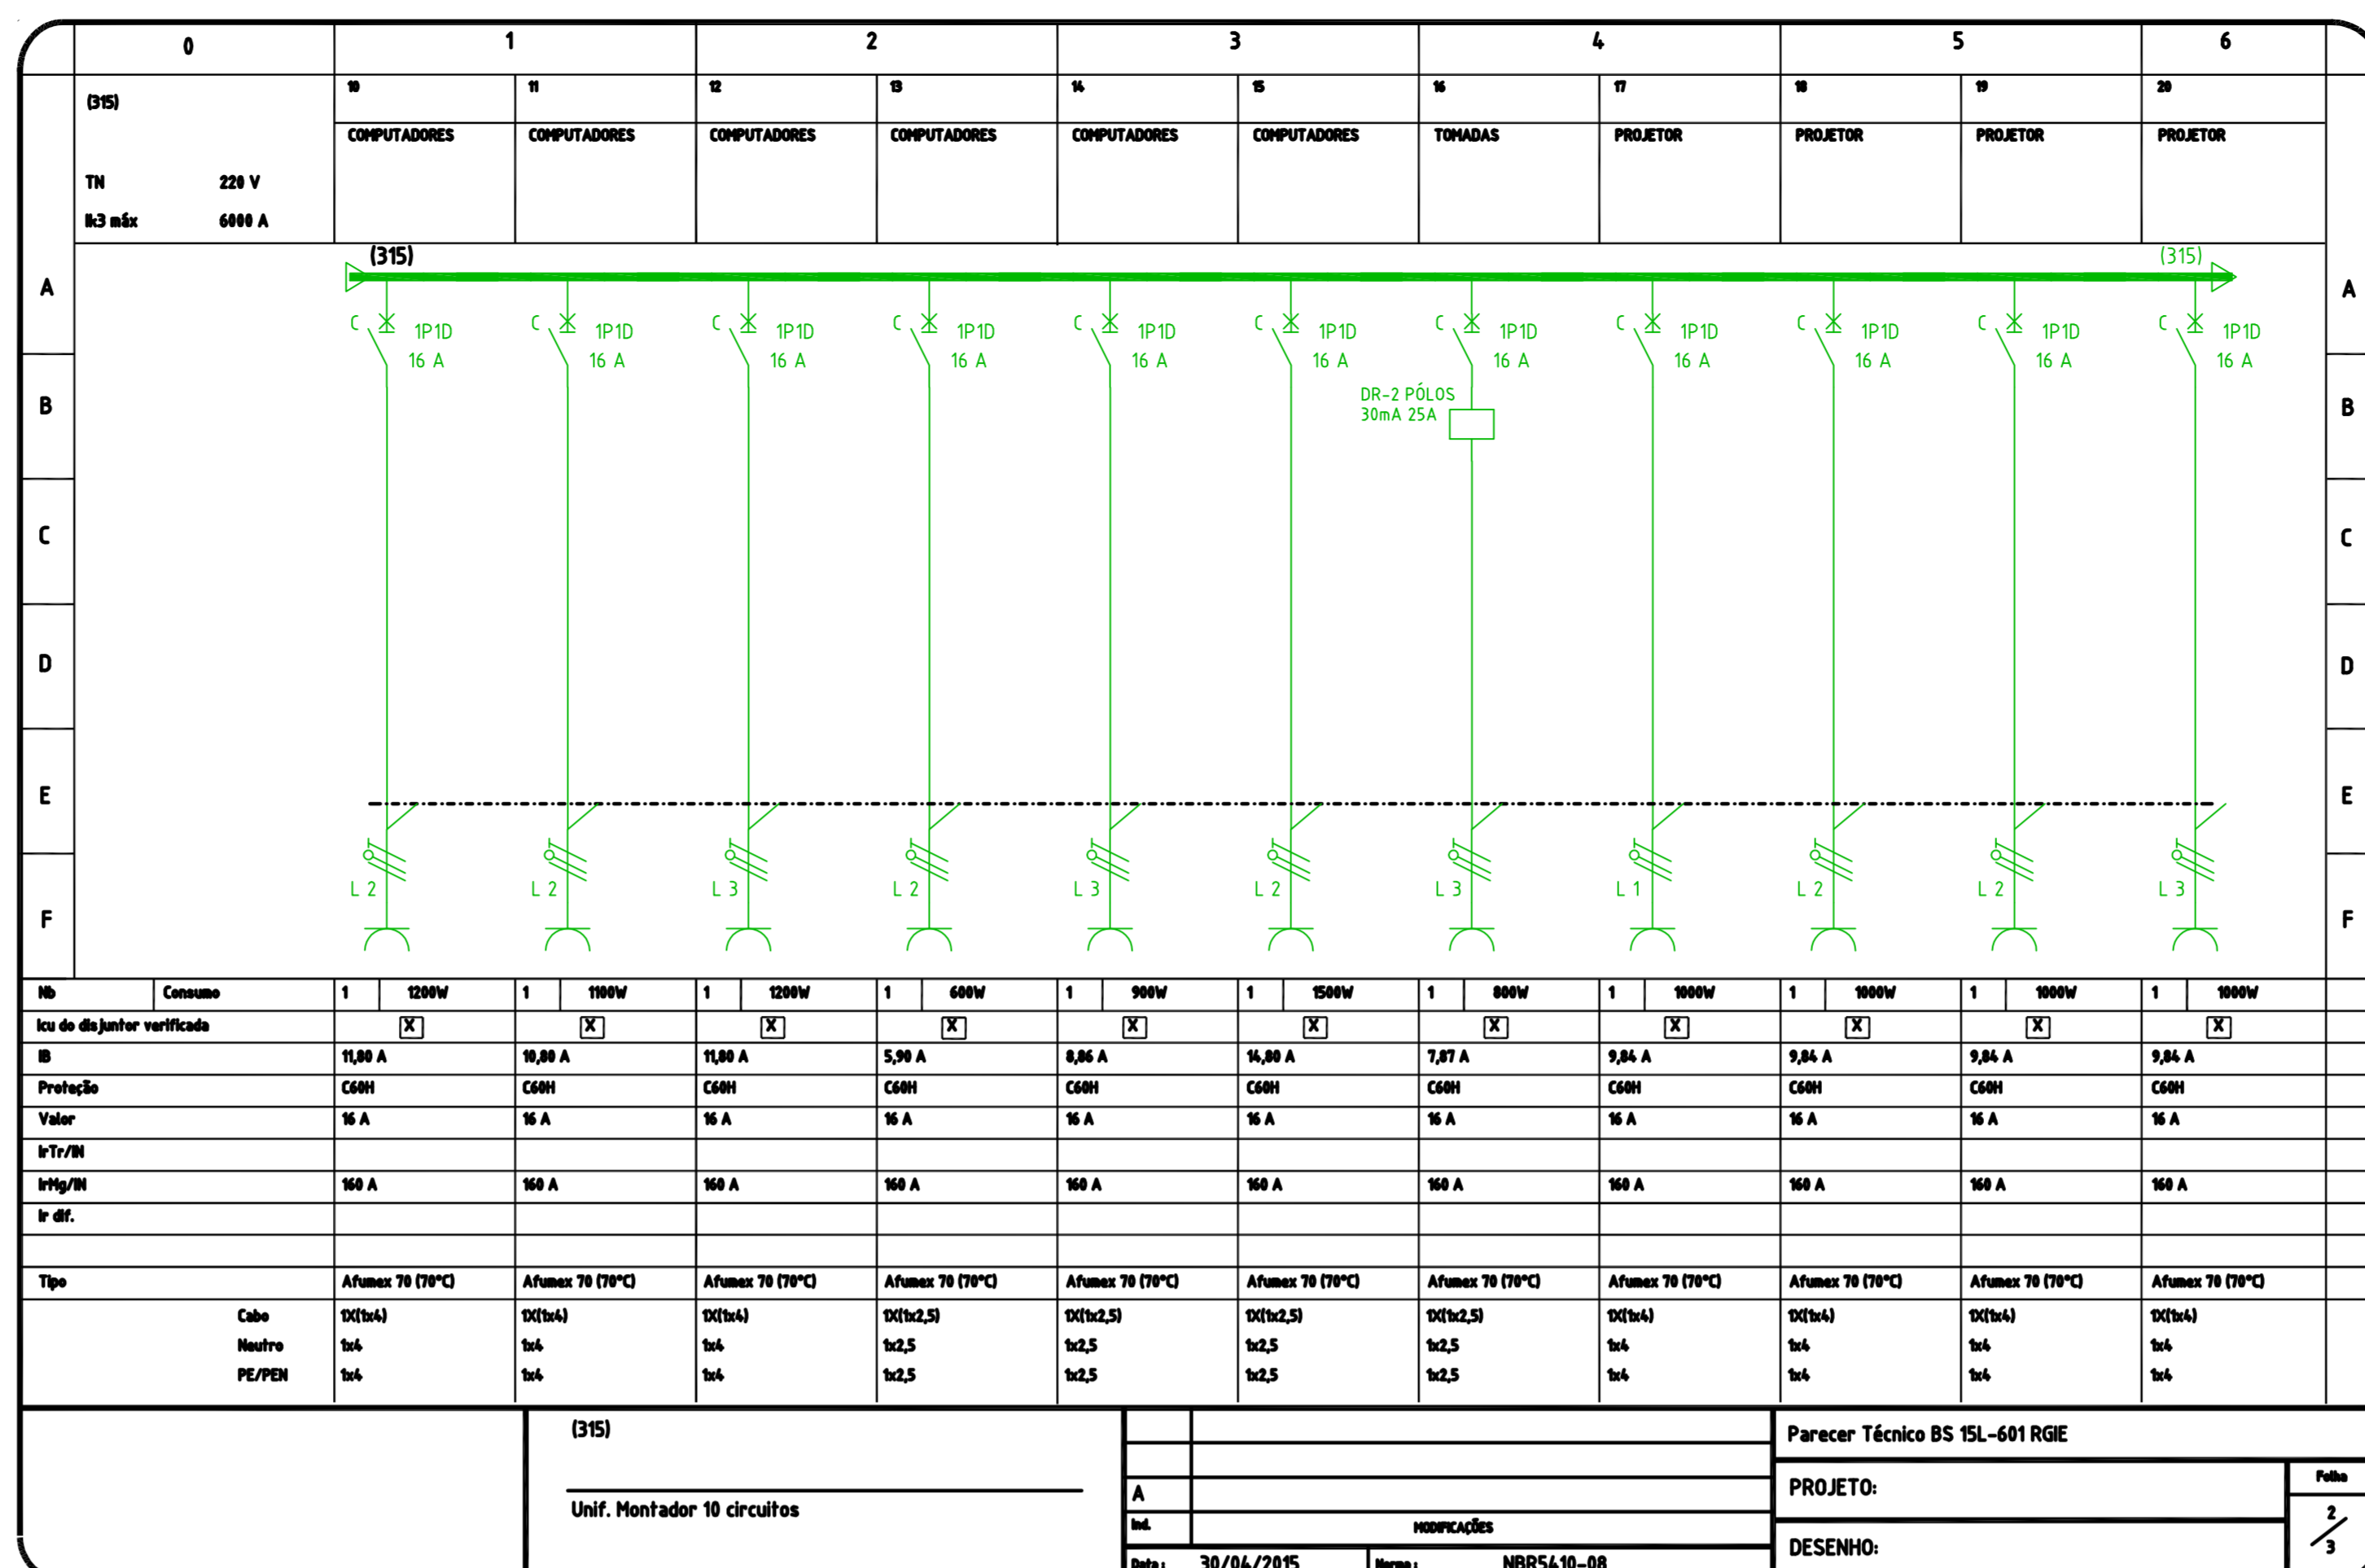 0 1 2 3 4 5 6
(315) 10 11 12 13 14 15 16 17 18 19 20
COMPUTADORES COMPUTADORES COMPUTADORES COMPUTADORES COMPUTADORES COMPUTADORES TOMADAS PROJETOR PROJETOR PROJETOR PROJETOR
TN 220 V
Ik3 máx 6000 A
(315) (315)
A A
C C C C C C C C C C C
1P1D 1P1D 1P1D 1P1D 1P1D 1P1D 1P1D 1P1D 1P1D 1P1D 1P1D
16 A 16 A 16 A 16 A 16 A 16 A 16 A 16 A 16 A 16 A 16 A
DR-2 PÓLOS
30mA 25A
B B
C C
D D
E E
L 2 L 2 L 3 L 2 L 3 L 2 L 3 L 1 L 2 L 2 L 3
F F
Nb Consumo 1 1200W 1 1100W 1 1200W 1 600W 1 900W 1 1500W 1 800W 1 1000W 1 1000W 1 1000W 1 1000W
Icu do disjuntor verificada X X X X X X X X X X X
IB 11,80 A 10,80 A 11,80 A 5,90 A 8,86 A 14,80 A 7,87 A 9,84 A 9,84 A 9,84 A 9,84 A
Proteção C60H C60H C60H C60H C60H C60H C60H C60H C60H C60H C60H
Valor 16 A 16 A 16 A 16 A 16 A 16 A 16 A 16 A 16 A 16 A 16 A
IrTr/IN
IrMg/IN 160 A 160 A 160 A 160 A 160 A 160 A 160 A 160 A 160 A 160 A 160 A
Ir dif.
Tipo Afumex 70 (70°C) Afumex 70 (70°C) Afumex 70 (70°C) Afumex 70 (70°C) Afumex 70 (70°C) Afumex 70 (70°C) Afumex 70 (70°C) Afumex 70 (70°C) Afumex 70 (70°C) Afumex 70 (70°C) Afumex 70 (70°C)
Cabo 1X(1x4) 1X(1x4) 1X(1x4) 1X(1x2,5) 1X(1x2,5) 1X(1x2,5) 1X(1x2,5) 1X(1x4) 1X(1x4) 1X(1x4) 1X(1x4)
Neutro 1x4 1x4 1x4 1x2,5 1x2,5 1x2,5 1x2,5 1x4 1x4 1x4 1x4
PE/PEN 1x4 1x4 1x4 1x2,5 1x2,5 1x2,5 1x2,5 1x4 1x4 1x4 1x4
(315)
Unif. Montador 10 circuitos
A
Ind. MODIFICAÇÕES
Data : 30/04/2015 Norma : NBR5410-08
Parecer Técnico BS 15L-601 RGIE
PROJETO:
DESENHO:
Folha
2/3